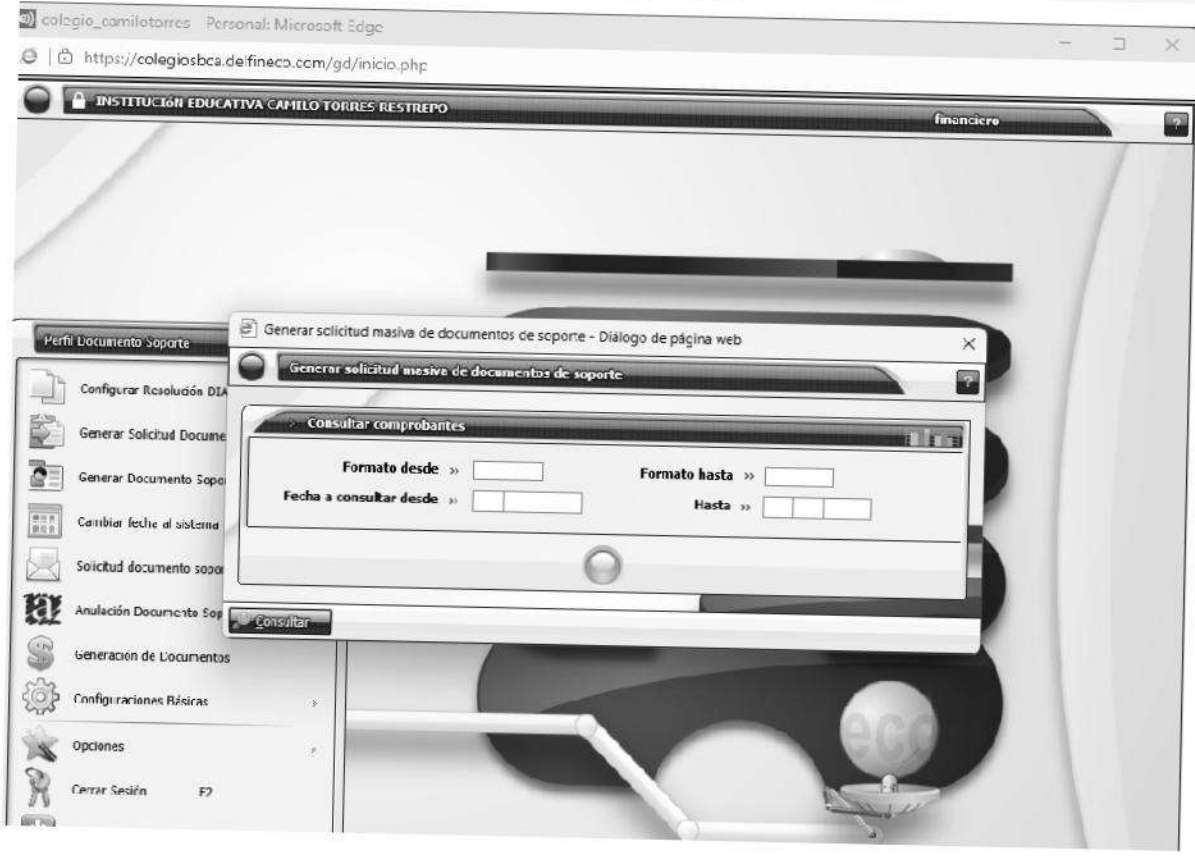 colegio_camilotorres Personal: Microsoft Edge
https://colegiosbca.delfineco.com/gd/inicio.php
INSTITUCIóN EDUCATIVA CAMILO TORRES RESTREPO
financiero
?
Perfil Documento Soporte
Configurar Resolución DIA
Generar Solicitud Docume
Generar Documento Sopo
Cambiar fecha al sistema
Solicitud documento sopor
Anulación Documento Sop
Generación de Documentos
Configuraciones Básicas
Opciones
Cerrar Sesión F2
Generar solicitud masiva de documentos de soporte - Diálogo de página web
Generar solicitud masiva de documentos de soporte
?
Consultar comprobantes
Formato desde »
Formato hasta »
Fecha a consultar desde »
Hasta »
Consultar
eco